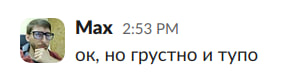 Max 2:53 PM
ок, но грустно и тупо